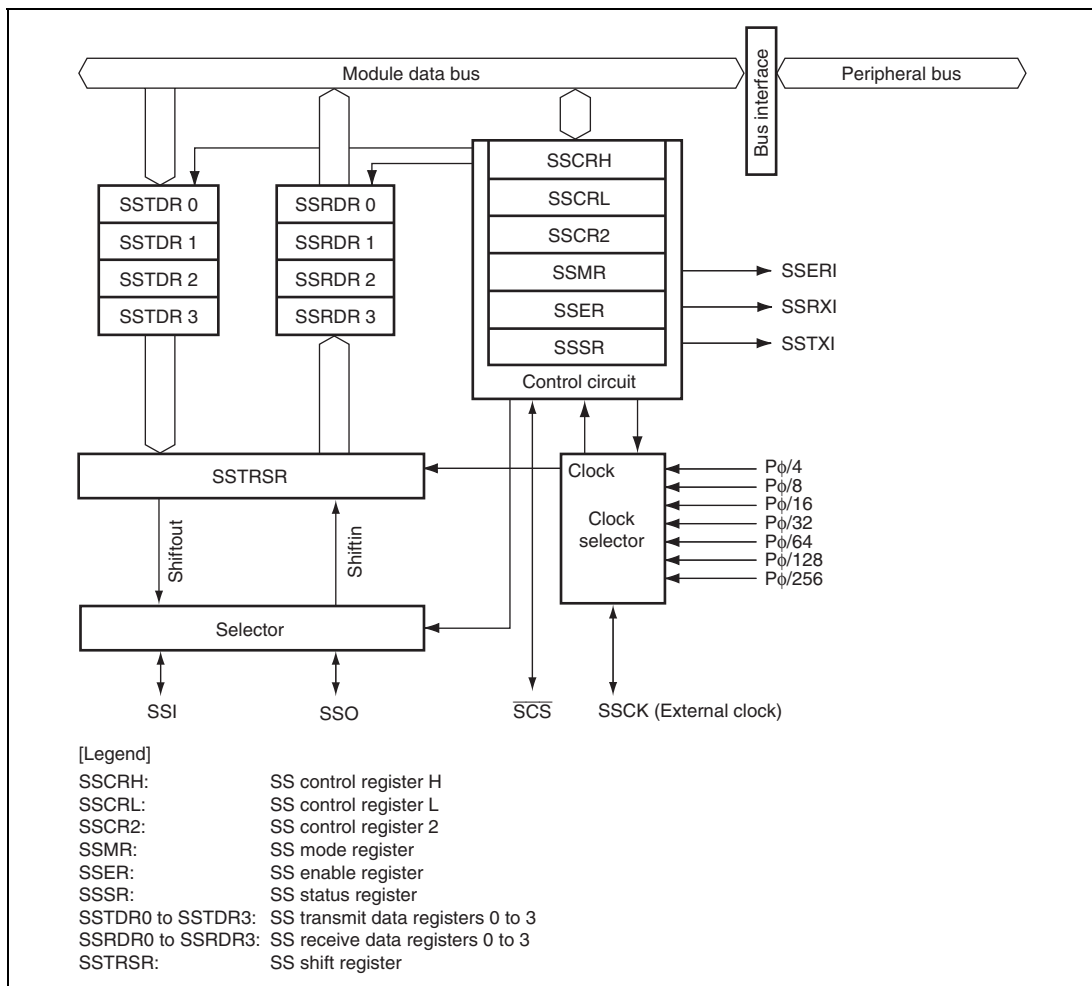 Module data bus
Bus interface
Peripheral bus
SSTDR 0
SSTDR 1
SSTDR 2
SSTDR 3
SSRDR 0
SSRDR 1
SSRDR 2
SSRDR 3
SSCRH
SSCRL
SSCR2
SSMR
SSER
SSSR
Control circuit
SSERI
SSRXI
SSTXI
SSTRSR
Clock
Clock
selector
Pϕ/4
Pϕ/8
Pϕ/16
Pϕ/32
Pϕ/64
Pϕ/128
Pϕ/256
Shiftout
Shiftin
Selector
SSI
SSO
S̅C̅S̅
SSCK (External clock)
[Legend]
SSCRH: SS control register H
SSCRL: SS control register L
SSCR2: SS control register 2
SSMR: SS mode register
SSER: SS enable register
SSSR: SS status register
SSTDR0 to SSTDR3: SS transmit data registers 0 to 3
SSRDR0 to SSRDR3: SS receive data registers 0 to 3
SSTRSR: SS shift register